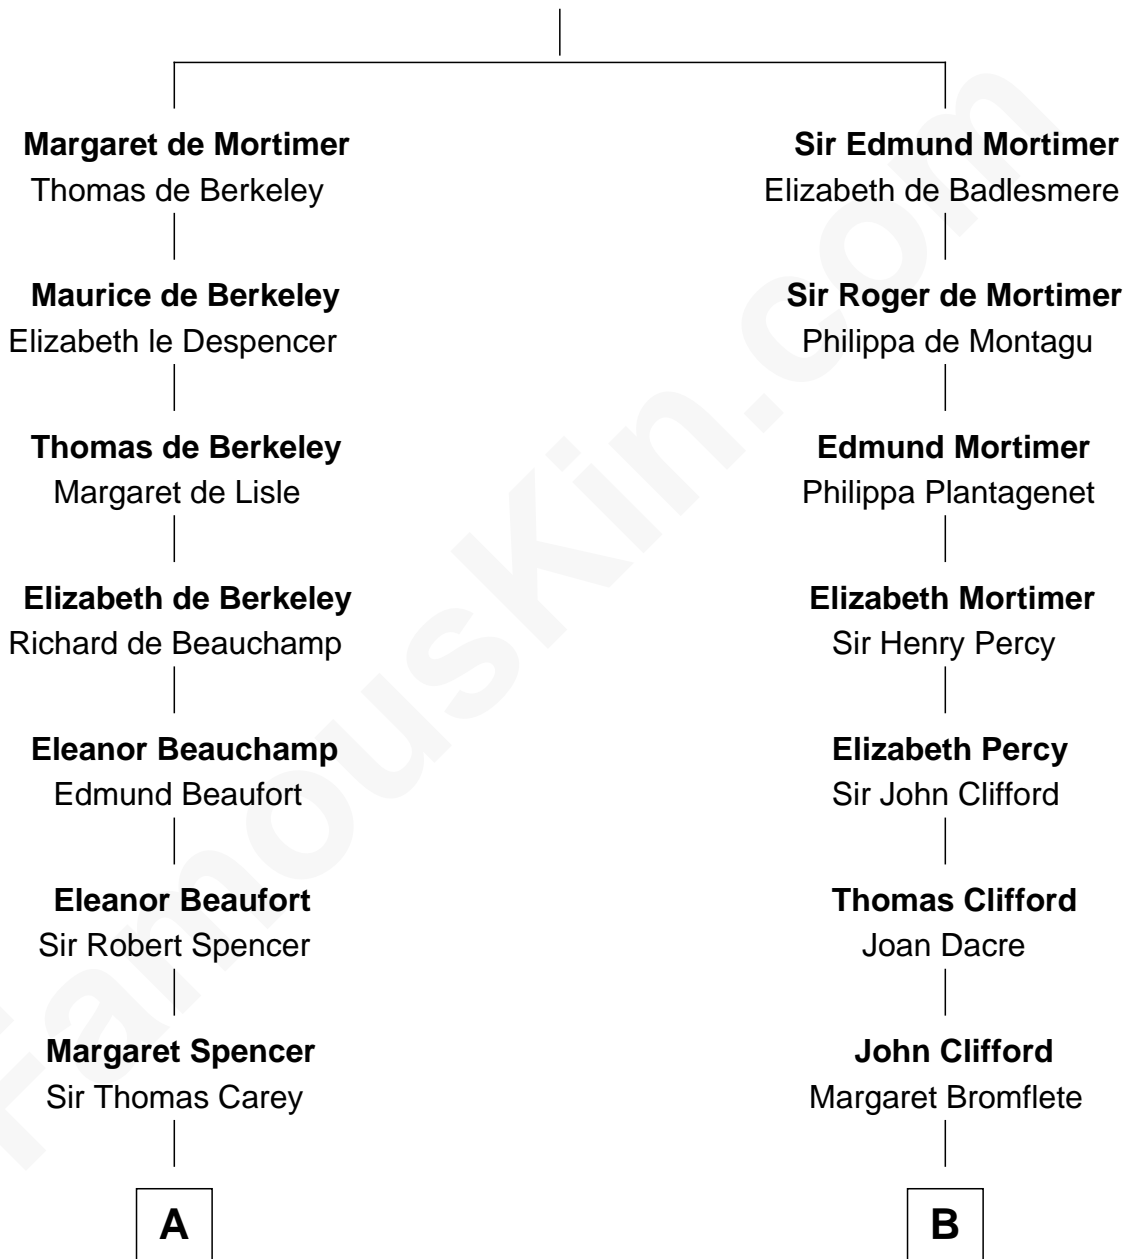 Margaret de Mortimer
Thomas de Berkeley
Maurice de Berkeley
Elizabeth le Despencer
Thomas de Berkeley
Margaret de Lisle
Elizabeth de Berkeley
Richard de Beauchamp
Eleanor Beauchamp
Edmund Beaufort
Eleanor Beaufort
Sir Robert Spencer
Margaret Spencer
Sir Thomas Carey
A
Sir Edmund Mortimer
Elizabeth de Badlesmere
Sir Roger de Mortimer
Philippa de Montagu
Edmund Mortimer
Philippa Plantagenet
Elizabeth Mortimer
Sir Henry Percy
Elizabeth Percy
Sir John Clifford
Thomas Clifford
Joan Dacre
John Clifford
Margaret Bromflete
B
FamousKin.com